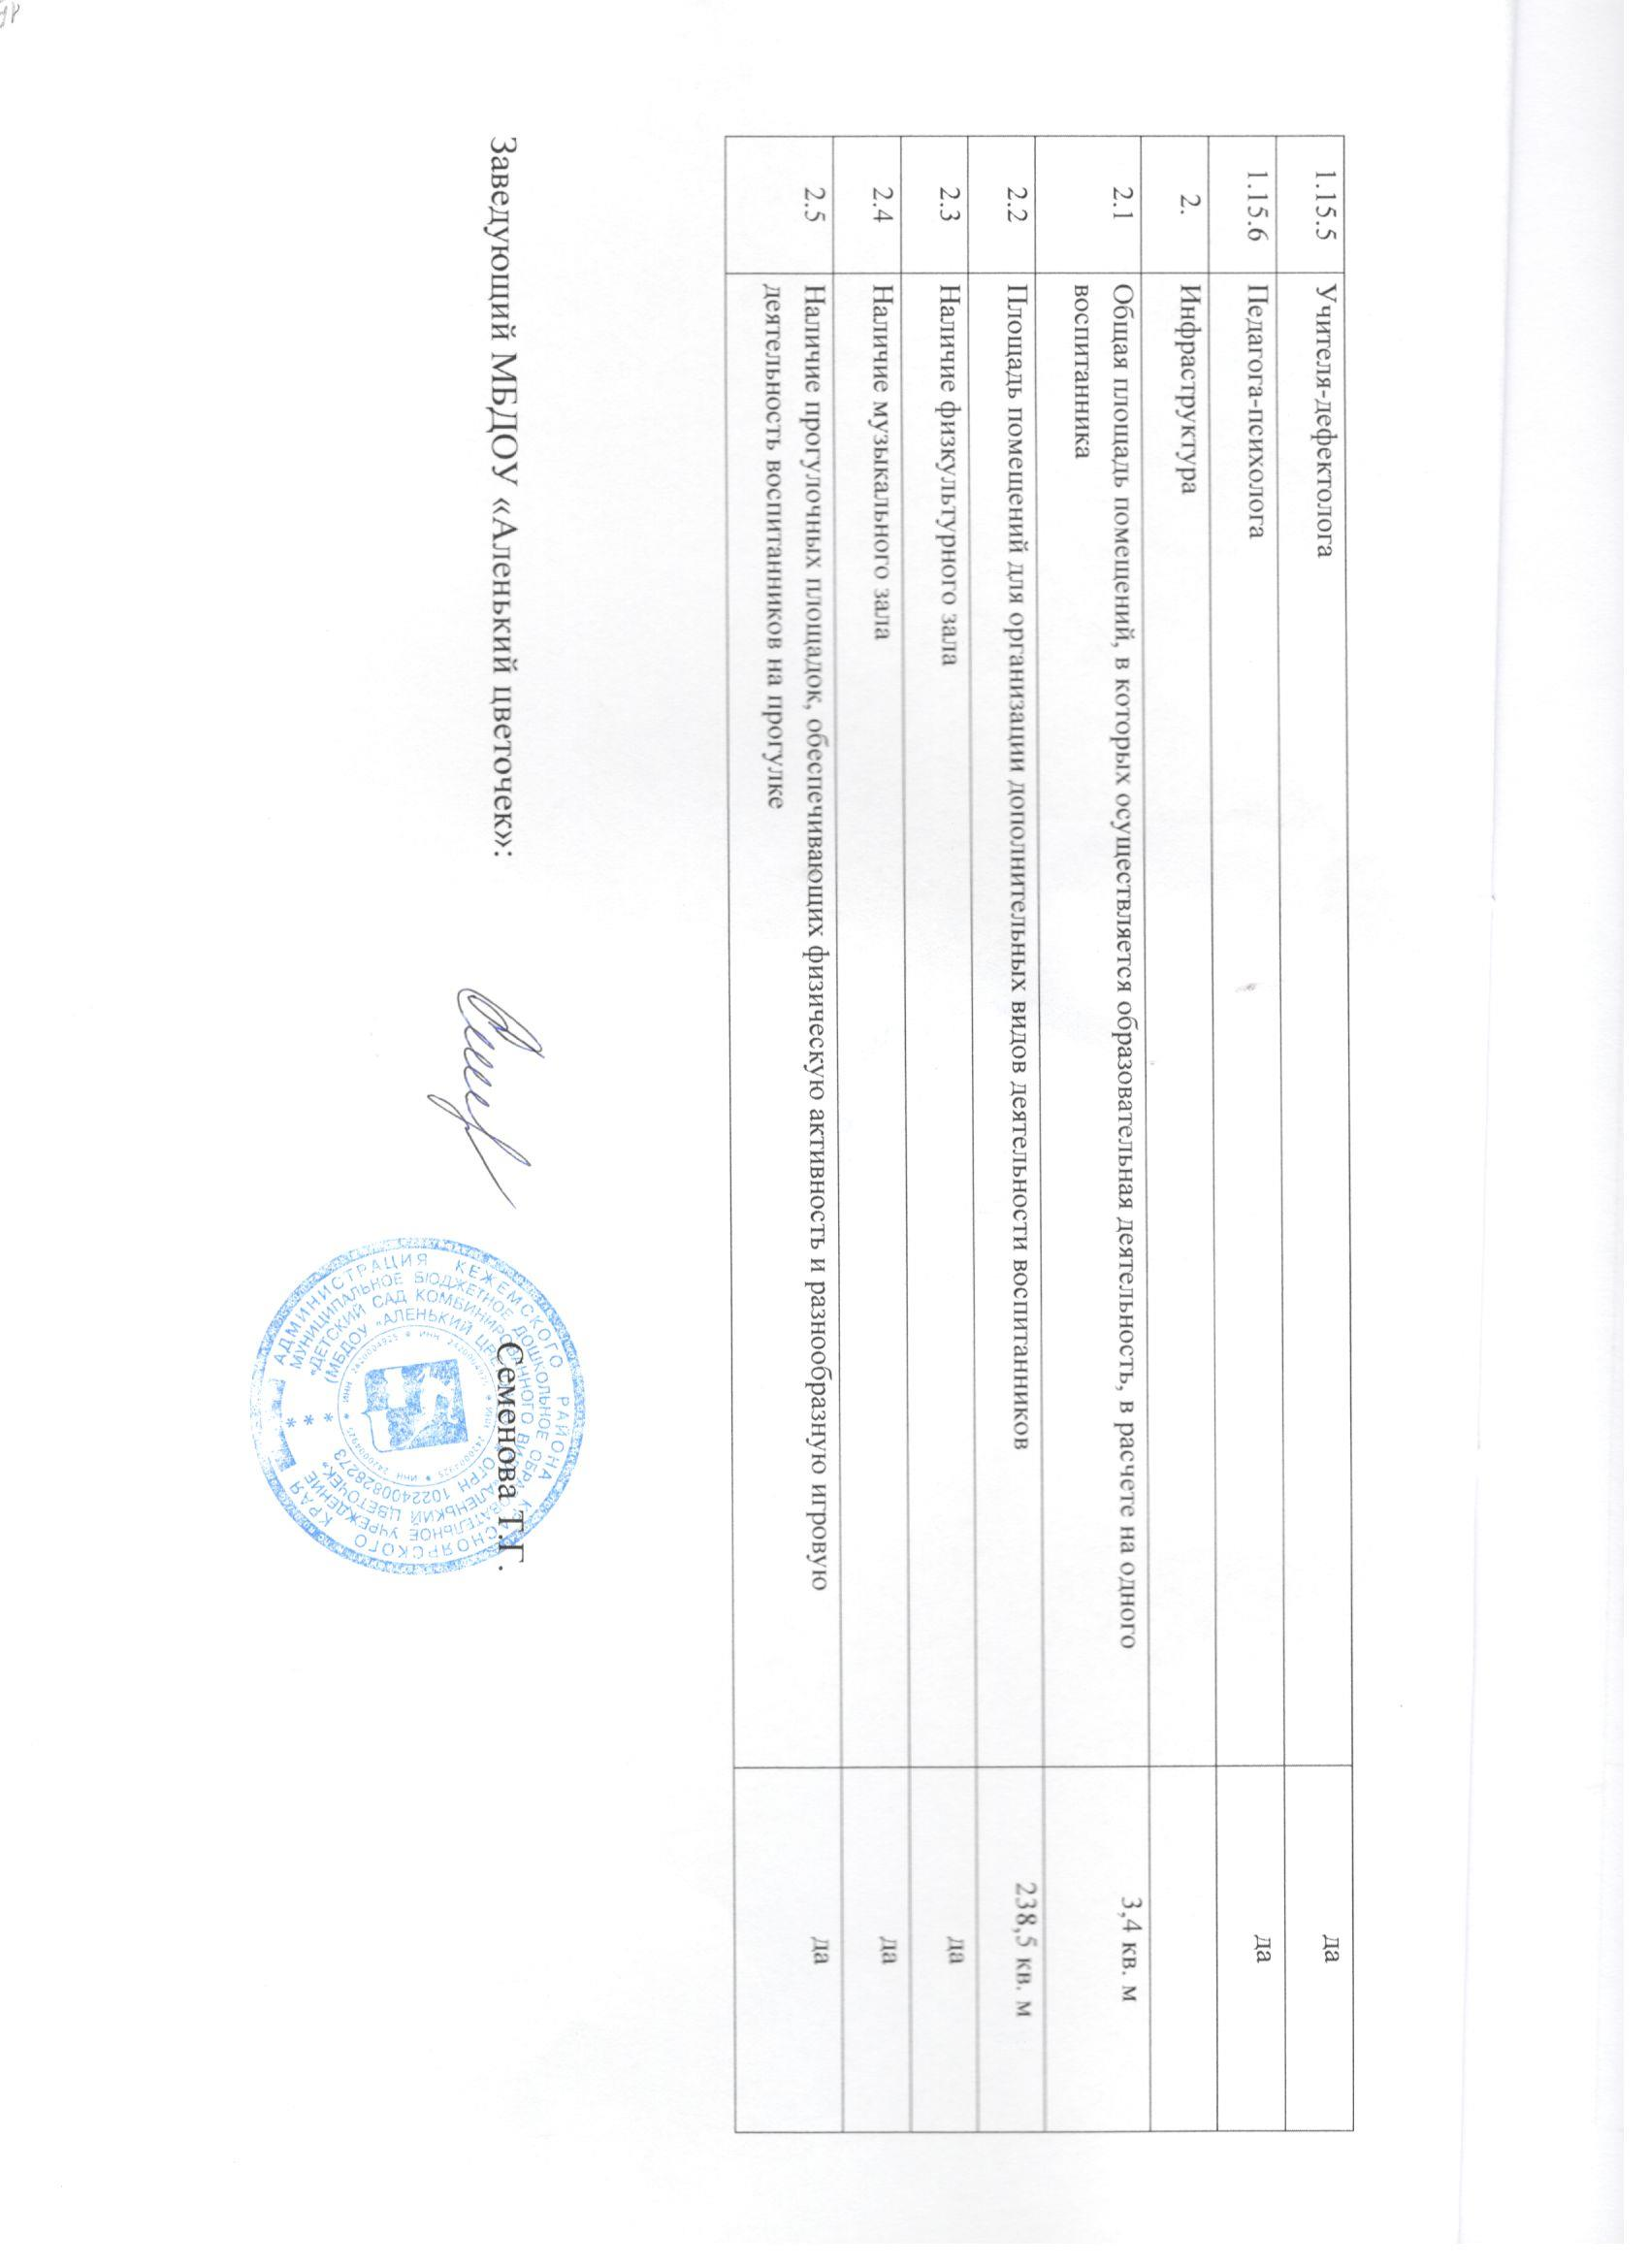 1.15.5 Учителя-дефектолога да
1.15.6 Педагога-психолога да
2. Инфраструктура
2.1 Общая площадь помещений, в которых осуществляется образовательная деятельность, в расчете на одного 3,4 кв. м
воспитанника
2.2 Площадь помещений для организации дополнительных видов деятельности воспитанников 238,5 кв. м
2.3 Наличие физкультурного зала да
2.4 Наличие музыкального зала да
2.5 Наличие прогулочных площадок, обеспечивающих физическую активность и разнообразную игровую да
деятельность воспитанников на прогулке
Заведующий МБДОУ «Аленький цветочек»: Семенова Т.Г.
АДМИНИСТРАЦИЯ КЕЖЕМСКОГО РАЙОНА КРАСНОЯРСКОГО КРАЯ
МУНИЦИПАЛЬНОЕ БЮДЖЕТНОЕ ДОШКОЛЬНОЕ ОБРАЗОВАТЕЛЬНОЕ УЧРЕЖДЕНИЕ
«ДЕТСКИЙ САД КОМБИНИРОВАННОГО ВИДА «АЛЕНЬКИЙ ЦВЕТОЧЕК»
(МБДОУ «АЛЕНЬКИЙ ОГРН 1022400828273